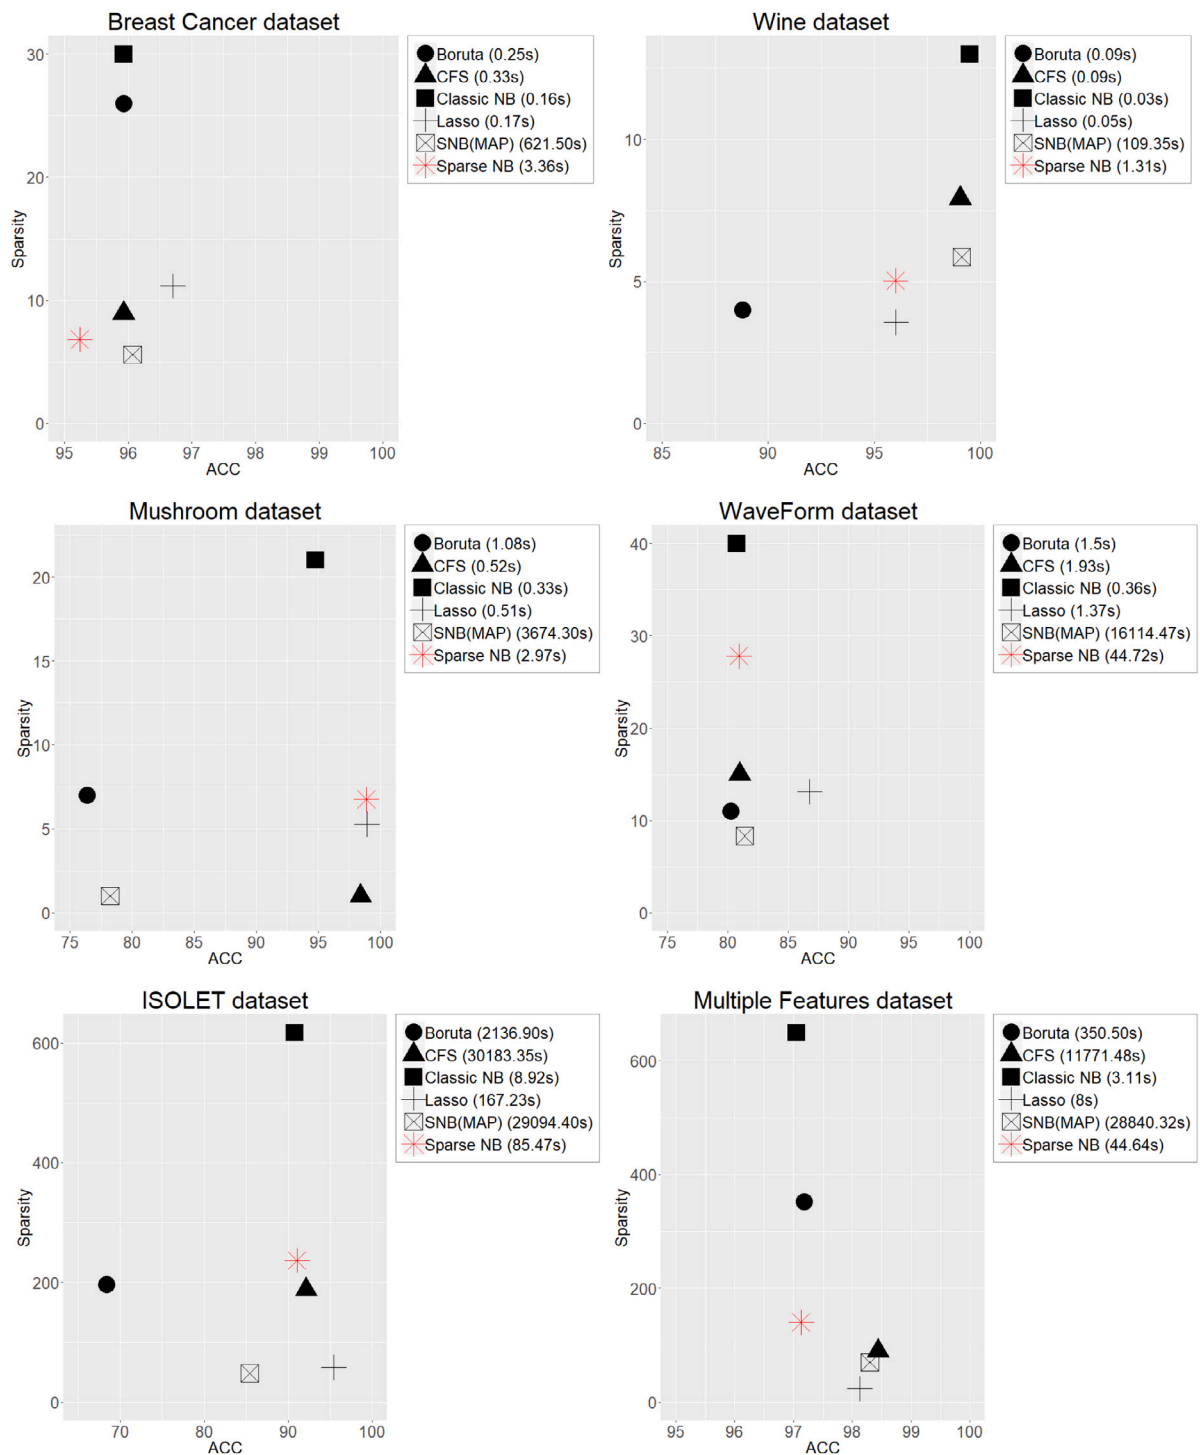 Breast Cancer dataset
30
20
10
0
Sparsity
95 96 97 98 99 100
ACC
Boruta (0.25s)
CFS (0.33s)
Classic NB (0.16s)
Lasso (0.17s)
SNB(MAP) (621.50s)
Sparse NB (3.36s)
Wine dataset
10
5
0
Sparsity
85 90 95 100
ACC
Boruta (0.09s)
CFS (0.09s)
Classic NB (0.03s)
Lasso (0.05s)
SNB(MAP) (109.35s)
Sparse NB (1.31s)
Mushroom dataset
20
15
10
5
0
Sparsity
75 80 85 90 95 100
ACC
Boruta (1.08s)
CFS (0.52s)
Classic NB (0.33s)
Lasso (0.51s)
SNB(MAP) (3674.30s)
Sparse NB (2.97s)
WaveForm dataset
40
30
20
10
0
Sparsity
75 80 85 90 95 100
ACC
Boruta (1.5s)
CFS (1.93s)
Classic NB (0.36s)
Lasso (1.37s)
SNB(MAP) (16114.47s)
Sparse NB (44.72s)
ISOLET dataset
600
400
200
0
Sparsity
70 80 90 100
ACC
Boruta (2136.90s)
CFS (30183.35s)
Classic NB (8.92s)
Lasso (167.23s)
SNB(MAP) (29094.40s)
Sparse NB (85.47s)
Multiple Features dataset
600
400
200
0
Sparsity
95 96 97 98 99 100
ACC
Boruta (350.50s)
CFS (11771.48s)
Classic NB (3.11s)
Lasso (8s)
SNB(MAP) (28840.32s)
Sparse NB (44.64s)